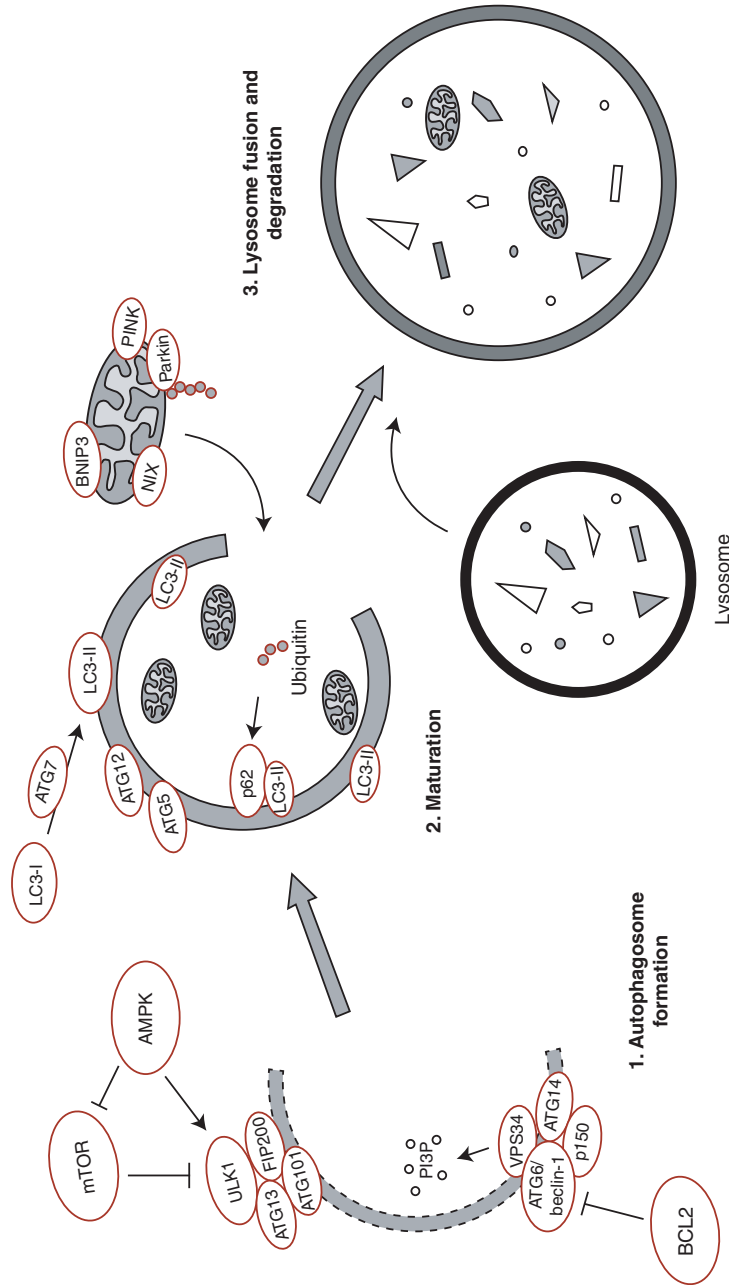 mTOR
AMPK
ULK1
FIP200
ATG13
ATG101
PI3P
VPS34
ATG14
ATG6/
beclin-1
p150
BCL2
1. Autophagosome
formation
LC3-I
ATG7
LC3-II
ATG12
ATG5
p62
LC3-II
LC3-II
LC3-II
Ubiquitin
2. Maturation
BNIP3
NIX
PINK
Parkin
Lysosome
3. Lysosome fusion and
degradation